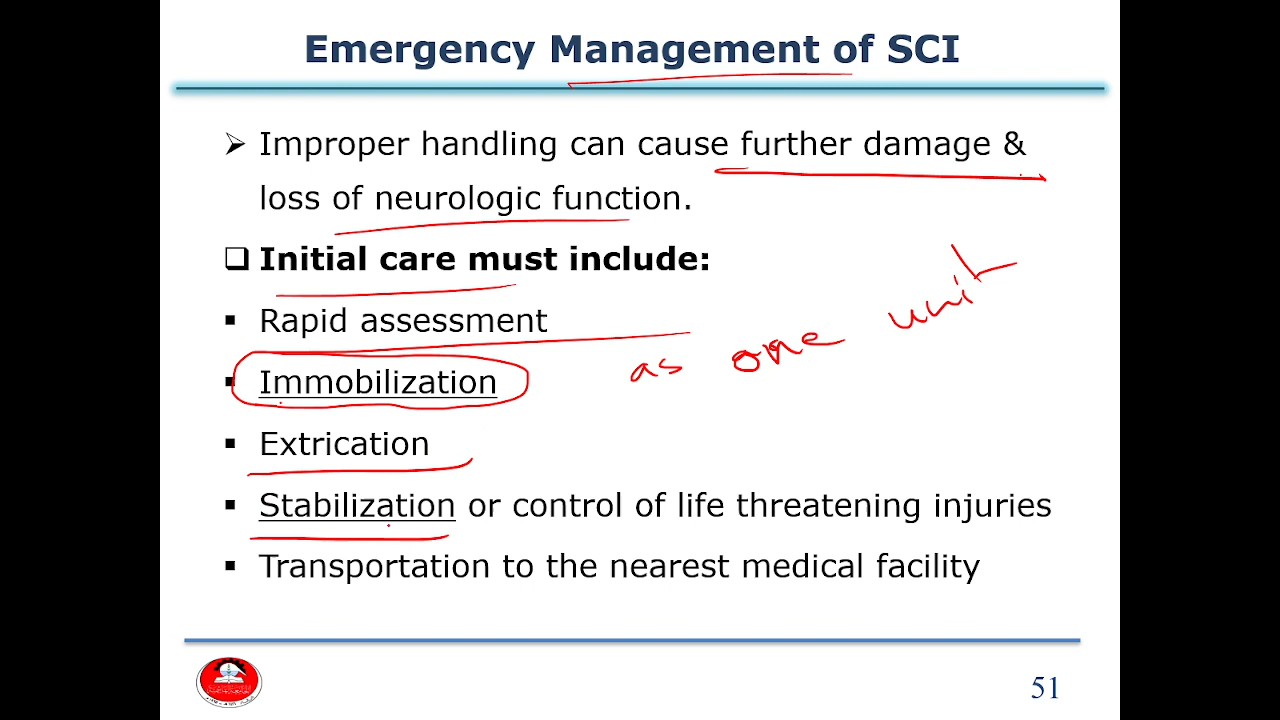 Emergency Management of SCI
➢ Improper handling can cause further damage &
loss of neurologic function.
❑ Initial care must include:
▪ Rapid assessment
▪ Immobilization
as one unit
▪ Extrication
▪ Stabilization or control of life threatening injuries
▪ Transportation to the nearest medical facility
51